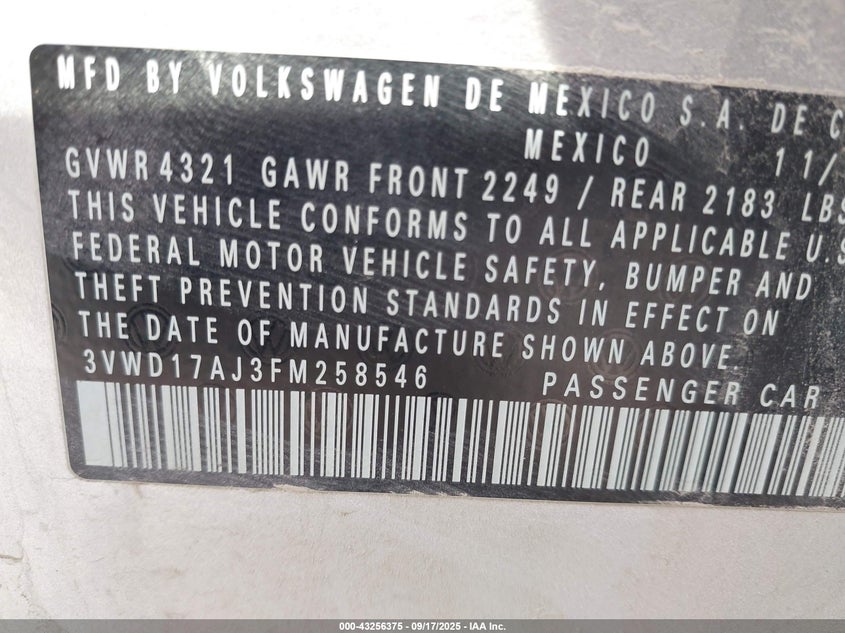 MFD BY VOLKSWAGEN DE MEXICO S.A. DE C
MEXICO 11/
GVWR 4321 GAWR FRONT 2249 / REAR 2183 LBS
THIS VEHICLE CONFORMS TO ALL APPLICABLE U.S
FEDERAL MOTOR VEHICLE SAFETY, BUMPER AND
THEFT PREVENTION STANDARDS IN EFFECT ON
THE DATE OF MANUFACTURE SHOWN ABOVE.
3VWD17AJ3FM258546 PASSENGER CAR
000-43256375 - 09/17/2025 - IAA Inc.